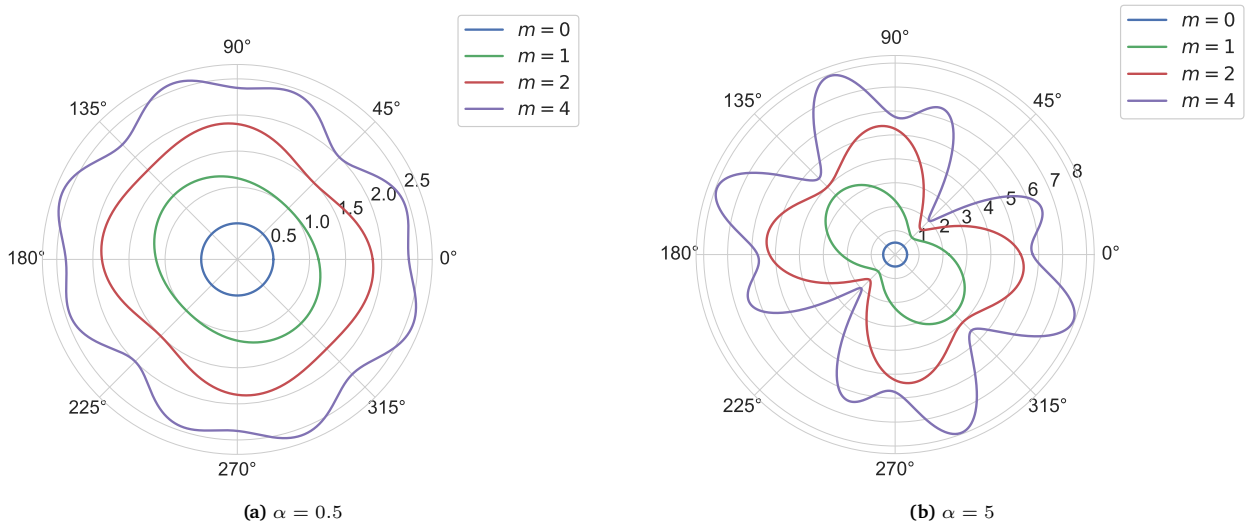 m = 0
m = 1
m = 2
m = 4
90°
135°
45°
180°
0°
225°
315°
270°
0.5
1.0
1.5
2.0
2.5
(a) α = 0.5
m = 0
m = 1
m = 2
m = 4
90°
135°
45°
180°
0°
225°
315°
270°
1
2
3
4
5
6
7
8
(b) α = 5